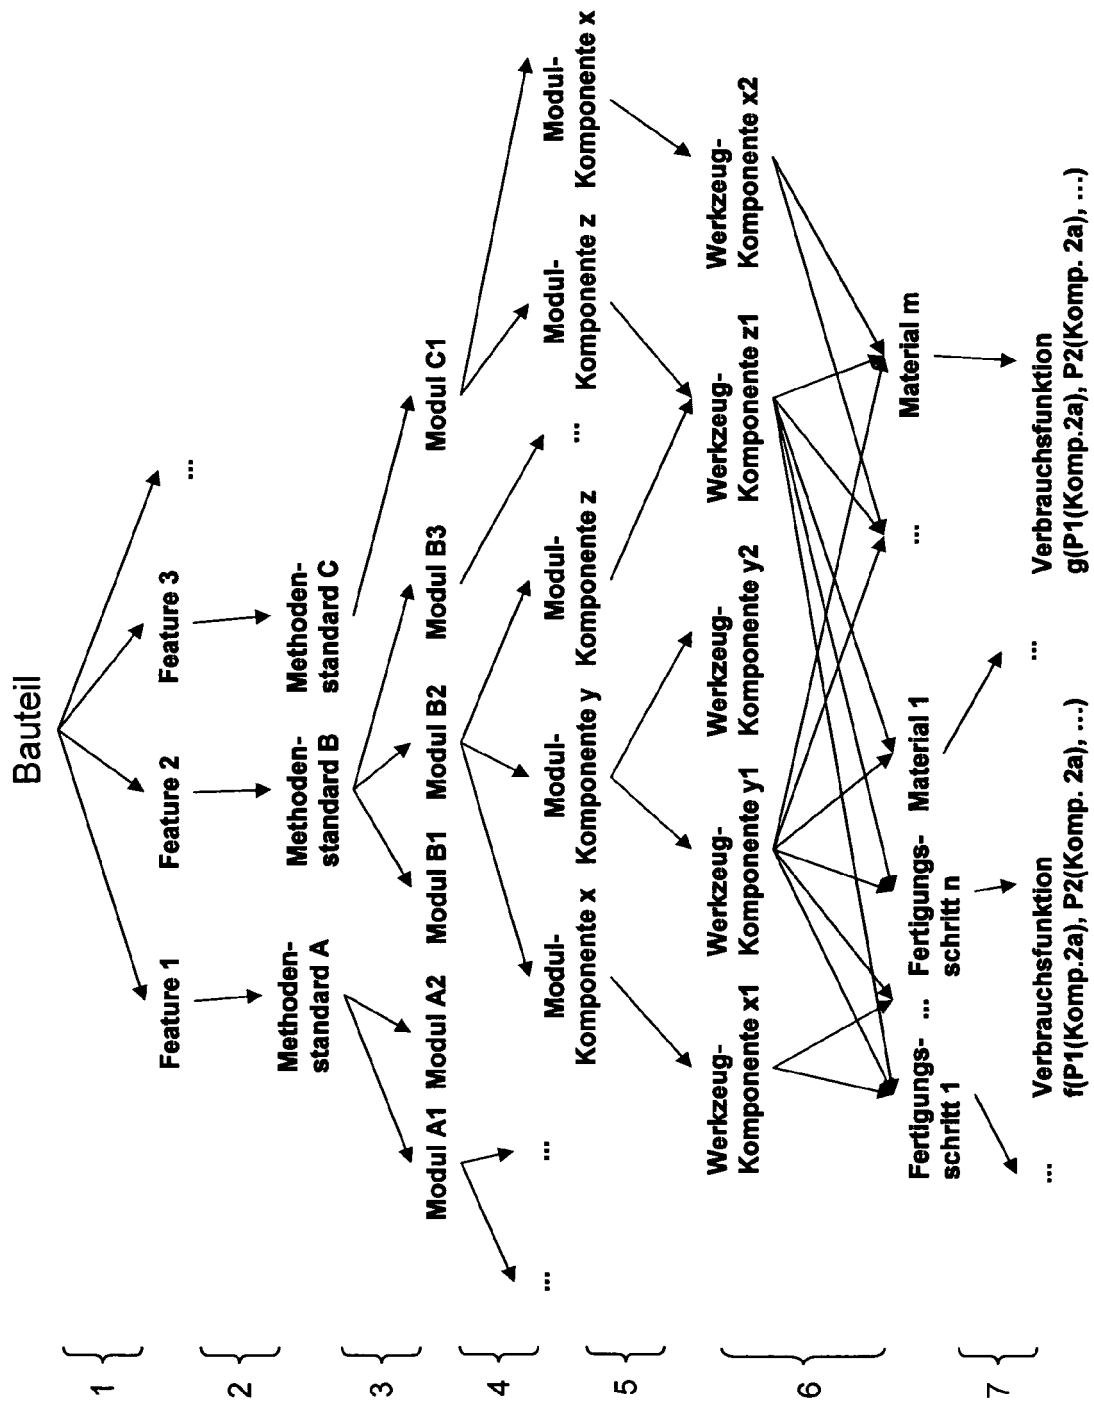 Bauteil
1
Feature 1
Feature 2
Feature 3
...
2
Methoden-
standard A
Methoden-
standard B
Methoden-
standard C
3
Modul A1
Modul A2
Modul B1
Modul B2
Modul B3
Modul C1
4
...
...
Modul-
Komponente x
Modul-
Komponente y
Modul-
Komponente z
...
Modul-
Komponente z
Modul-
Komponente x
5
Werkzeug-
Komponente x1
Werkzeug-
Komponente y1
Werkzeug-
Komponente y2
Werkzeug-
Komponente z1
Werkzeug-
Komponente x2
6
Fertigungs-
schritt 1
...
Fertigungs-
schritt n
Material 1
...
Material m
7
...
Verbrauchsfunktion
f(P1(Komp.2a), P2(Komp. 2a), ...)
...
Verbrauchsfunktion
g(P1(Komp.2a), P2(Komp. 2a), ...)